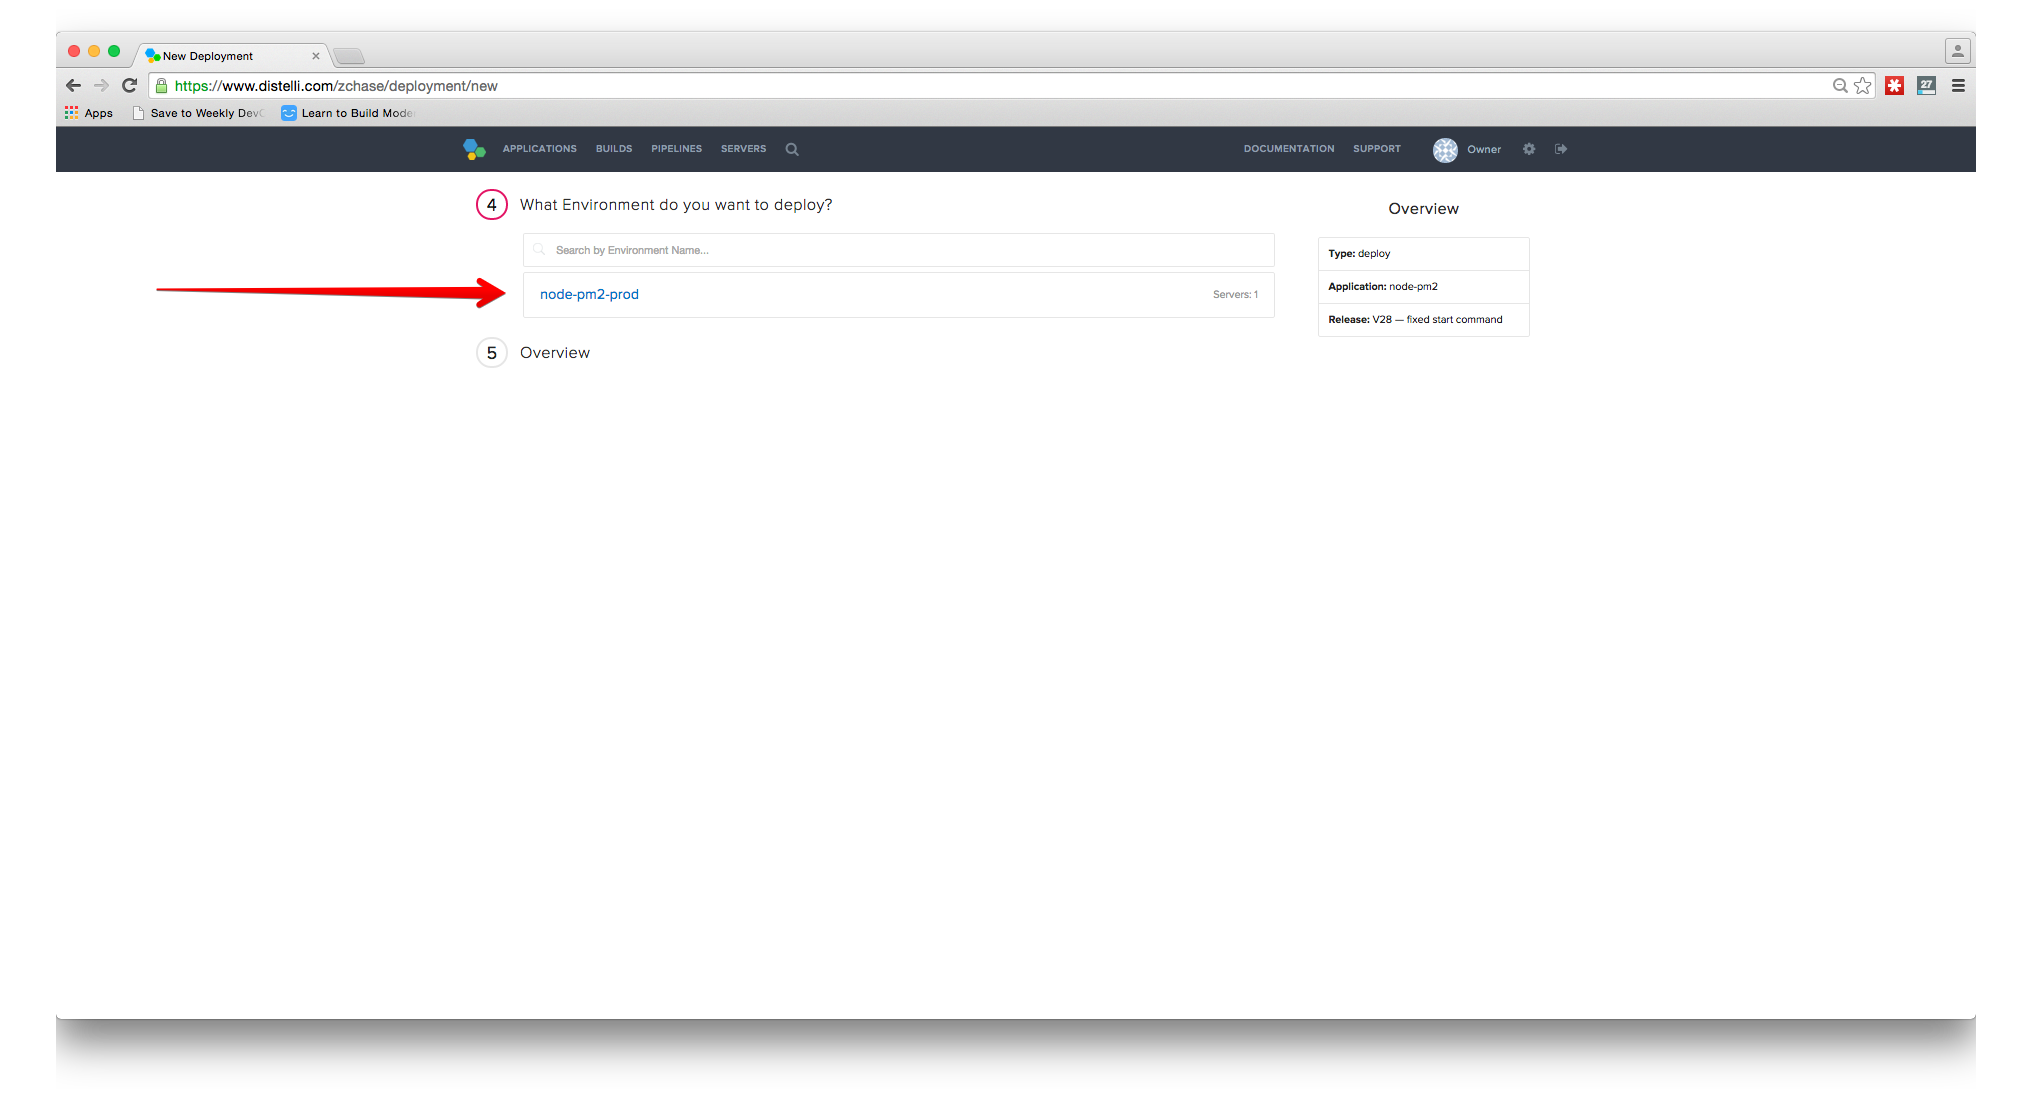 New Deployment
https://www.distelli.com/zchase/deployment/new
27
Apps Save to Weekly Dev Learn to Build Mode
APPLICATIONS BUILDS PIPELINES SERVERS DOCUMENTATION SUPPORT Owner
4 What Environment do you want to deploy?
Search by Environment Name...
node-pm2-prod Servers: 1
5 Overview
Overview
Type: deploy
Application: node-pm2
Release: V28 — fixed start command